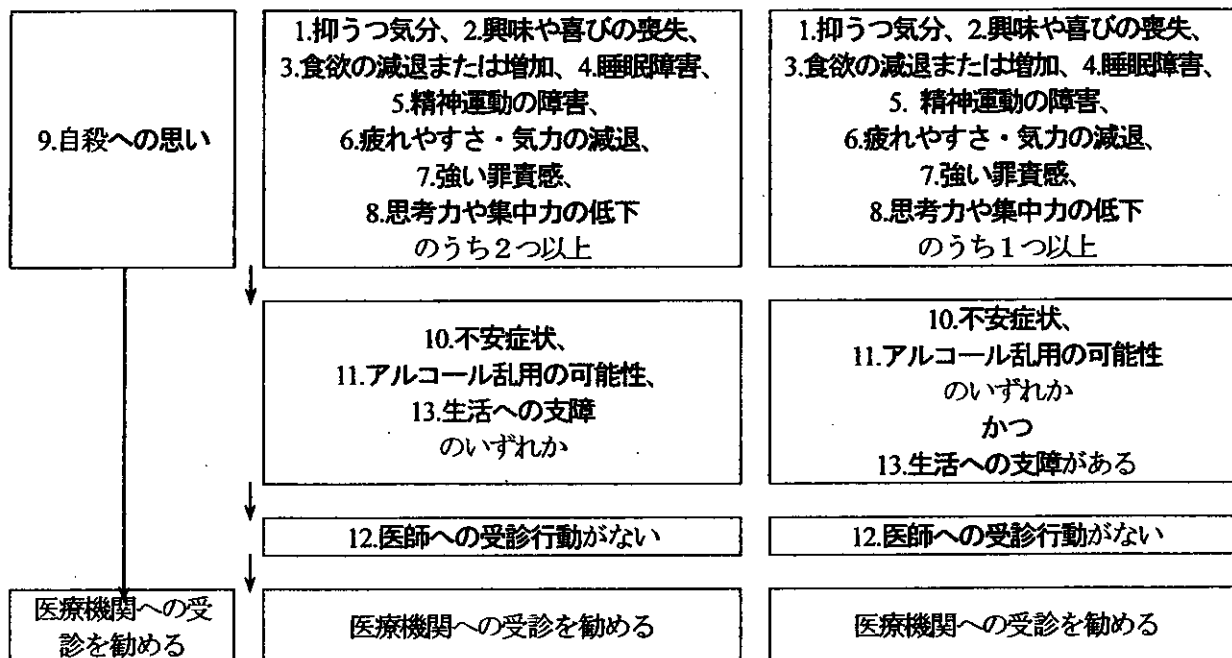 9.自殺への思い
1.抑うつ気分、2.興味や喜びの喪失、
3.食欲の減退または増加、4.睡眠障害、
5.精神運動の障害、
6.疲れやすさ・気力の減退、
7.強い罪責感、
8.思考力や集中力の低下
のうち２つ以上
1.抑うつ気分、2.興味や喜びの喪失、
3.食欲の減退または増加、4.睡眠障害、
5. 精神運動の障害、
6.疲れやすさ・気力の減退、
7.強い罪責感、
8.思考力や集中力の低下
のうち１つ以上
10.不安症状、
11.アルコール乱用の可能性、
13.生活への支障
のいずれか
10.不安症状、
11.アルコール乱用の可能性
のいずれか
かつ
13.生活への支障がある
12.医師への受診行動がない
12.医師への受診行動がない
医療機関への受
診を勧める
医療機関への受診を勧める
医療機関への受診を勧める